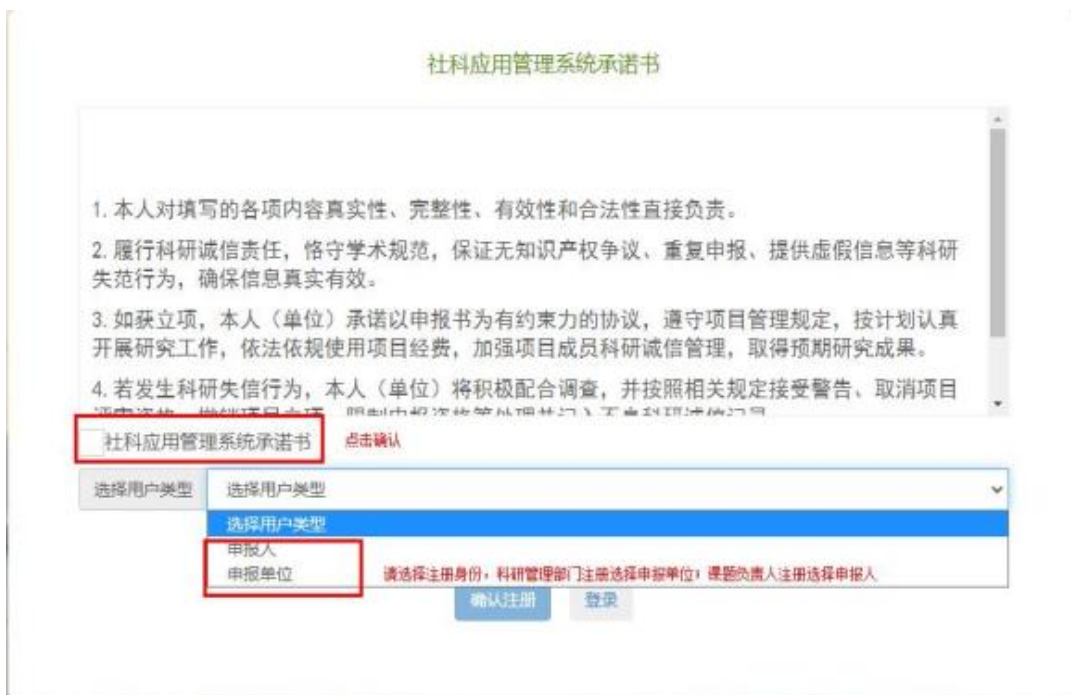 社科应用管理系统承诺书
1. 本人对填写的各项内容真实性、完整性、有效性和合法性直接负责。
2. 履行科研诚信责任，恪守学术规范，保证无知识产权争议、重复申报、提供虚假信息等科研
失范行为，确保信息真实有效。
3. 如获立项，本人（单位）承诺以申报书为有约束力的协议，遵守项目管理规定，按计划认真
开展研究工作，依法依规使用项目经费，加强项目成员科研诚信管理，取得预期研究成果。
4. 若发生科研失信行为，本人（单位）将积极配合调查，并按照相关规定接受警告、取消项目
社科应用管理系统承诺书 点击确认
选择用户类型 选择用户类型
选择用户类型
申报人
申报单位 请选择注册身份，科研管理部门注册选择申报单位；课题负责人注册选择申报人
确认注册 登录